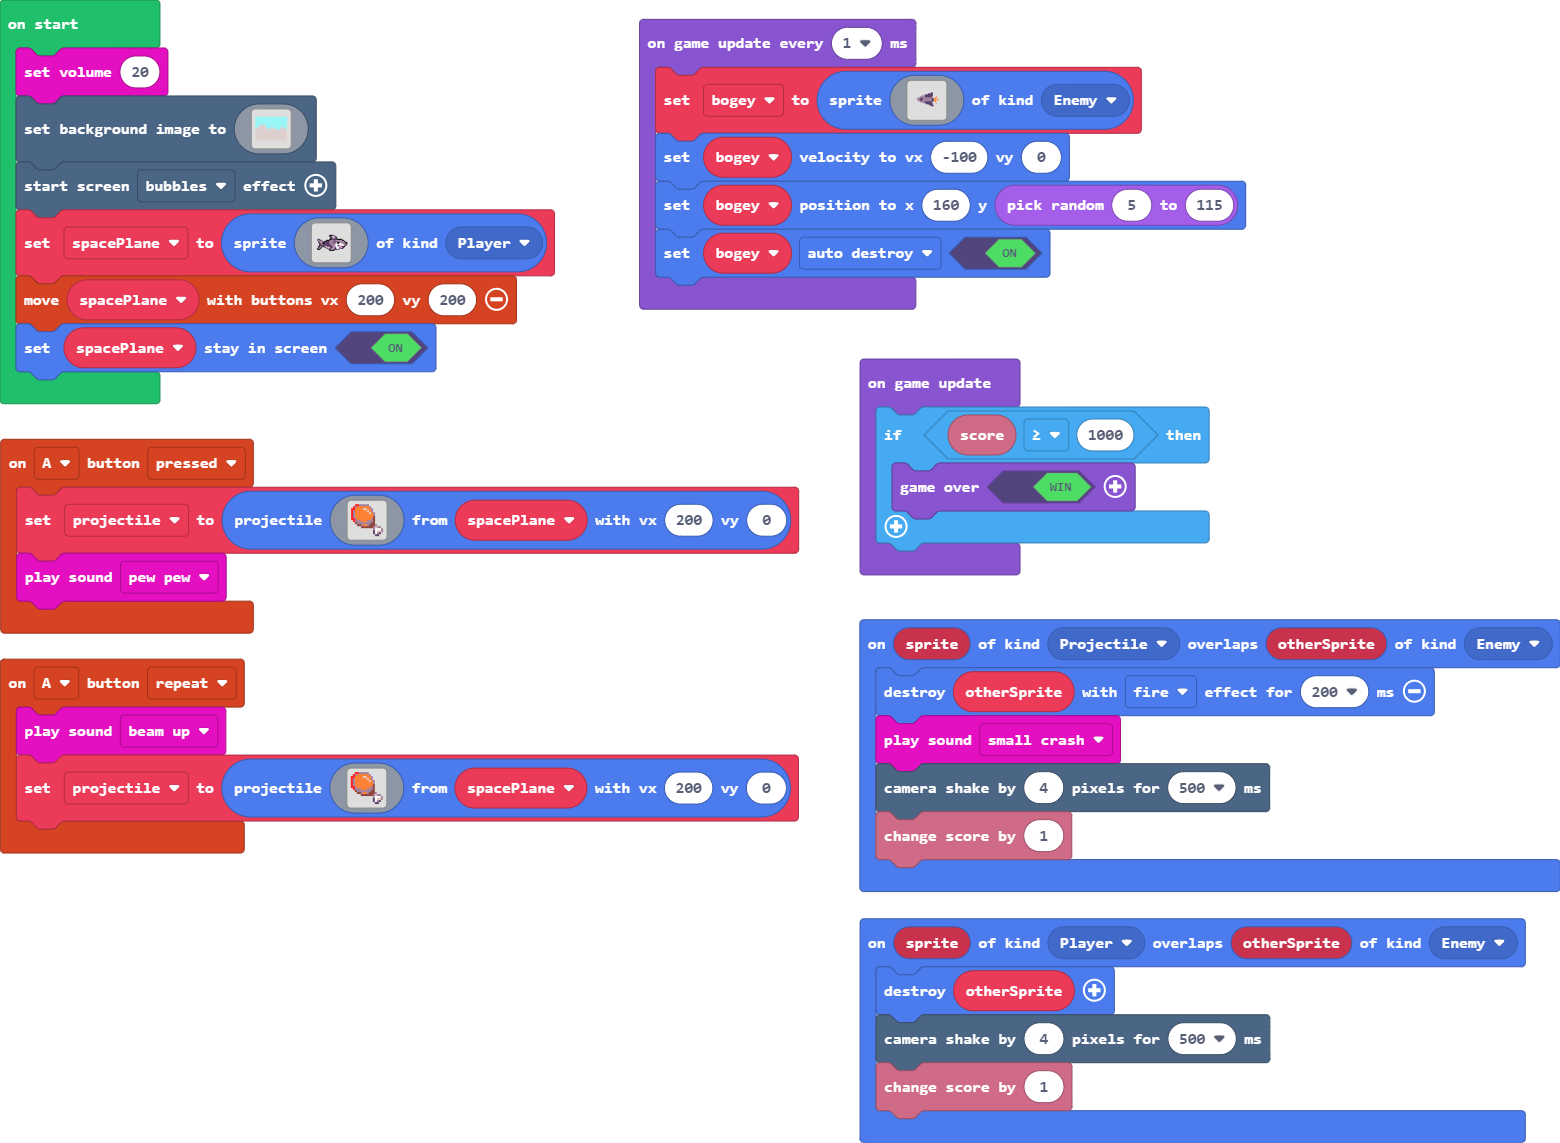 on start
set volume 20
set background image to
start screen bubbles effect
set spacePlane to sprite of kind Player
move spacePlane with buttons vx 200 vy 200
set spacePlane stay in screen ON
on A button pressed
set projectile to projectile from spacePlane with vx 200 vy 0
play sound pew pew
on A button repeat
play sound beam up
set projectile to projectile from spacePlane with vx 200 vy 0
on game update every 1 ms
set bogey to sprite of kind Enemy
set bogey velocity to vx -100 vy 0
set bogey position to x 160 y pick random 5 to 115
set bogey auto destroy ON
on game update
if score ≥ 1000 then
game over WIN
on sprite of kind Projectile overlaps otherSprite of kind Enemy
destroy otherSprite with fire effect for 200 ms
play sound small crash
camera shake by 4 pixels for 500 ms
change score by 1
on sprite of kind Player overlaps otherSprite of kind Enemy
destroy otherSprite
camera shake by 4 pixels for 500 ms
change score by 1